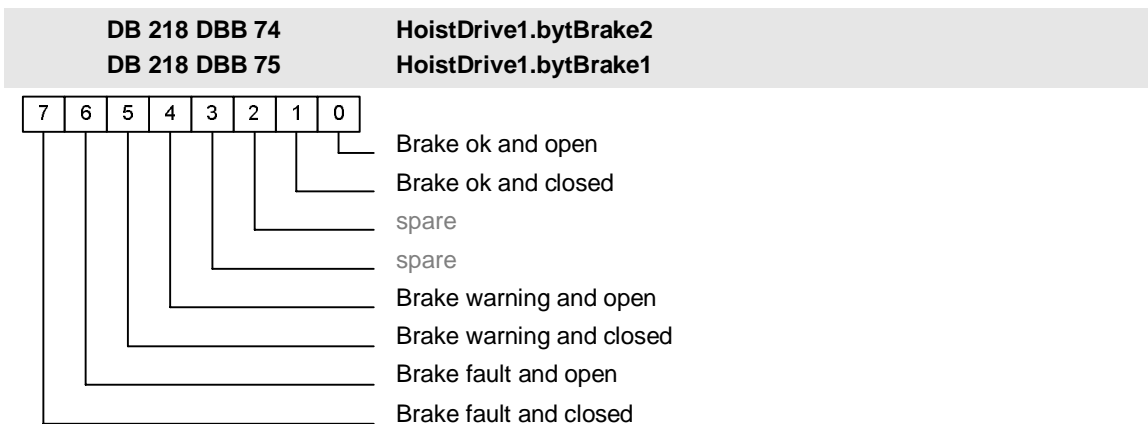 DB 218 DBB 74 HoistDrive1.bytBrake2
DB 218 DBB 75 HoistDrive1.bytBrake1
7 6 5 4 3 2 1 0
Brake ok and open
Brake ok and closed
spare
spare
Brake warning and open
Brake warning and closed
Brake fault and open
Brake fault and closed